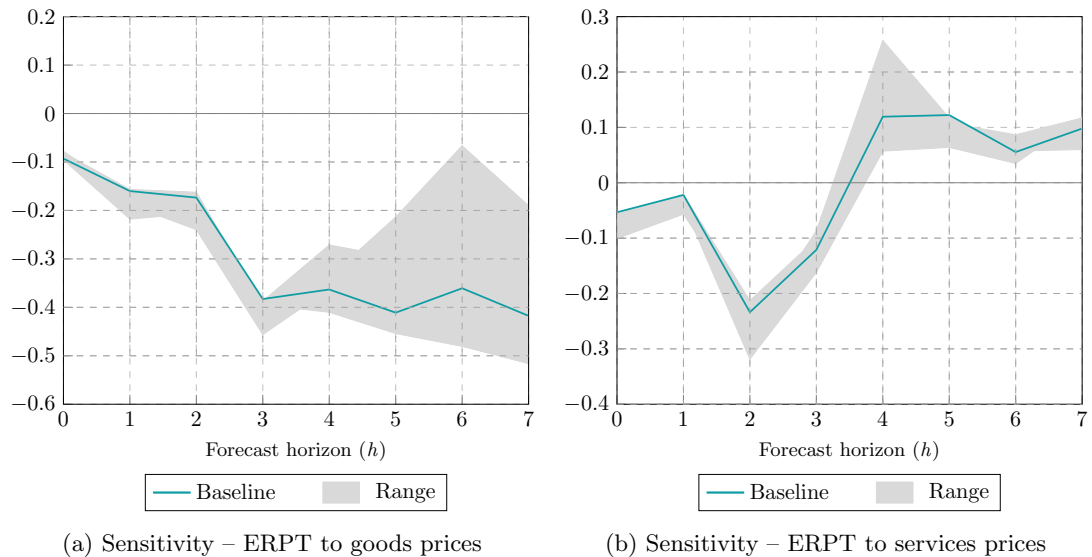 0.2
0.1
0
−0.1
−0.2
−0.3
−0.4
−0.5
−0.6
0 1 2 3 4 5 6 7
Forecast horizon (h)
Baseline Range
(a) Sensitivity – ERPT to goods prices
0.3
0.2
0.1
0
−0.1
−0.2
−0.3
−0.4
0 1 2 3 4 5 6 7
Forecast horizon (h)
Baseline Range
(b) Sensitivity – ERPT to services prices